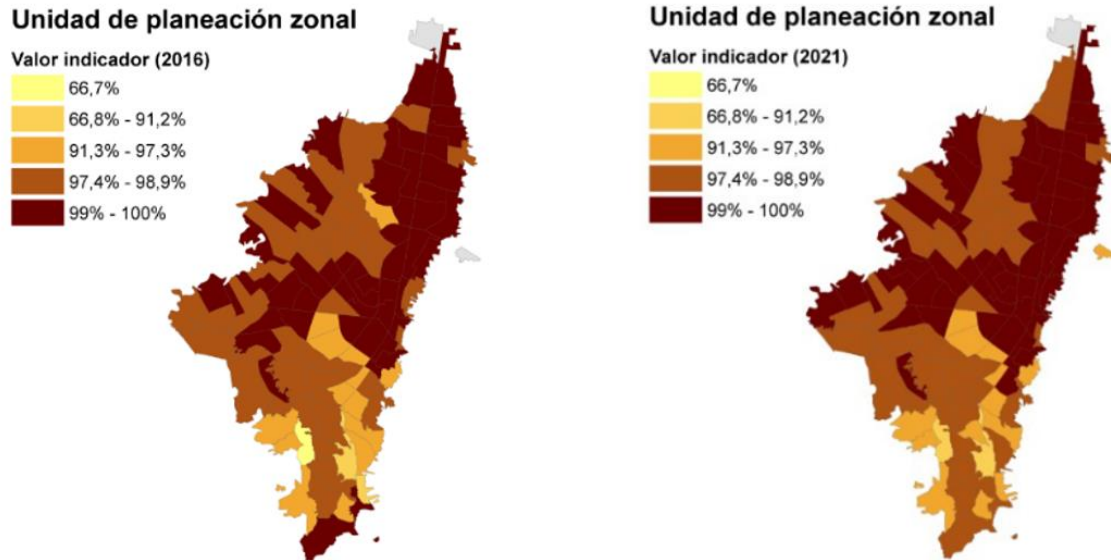 Unidad de planeación zonal
Valor indicador (2016)
66,7%
66,8% - 91,2%
91,3% - 97,3%
97,4% - 98,9%
99% - 100%
Unidad de planeación zonal
Valor indicador (2021)
66,7%
66,8% - 91,2%
91,3% - 97,3%
97,4% - 98,9%
99% - 100%